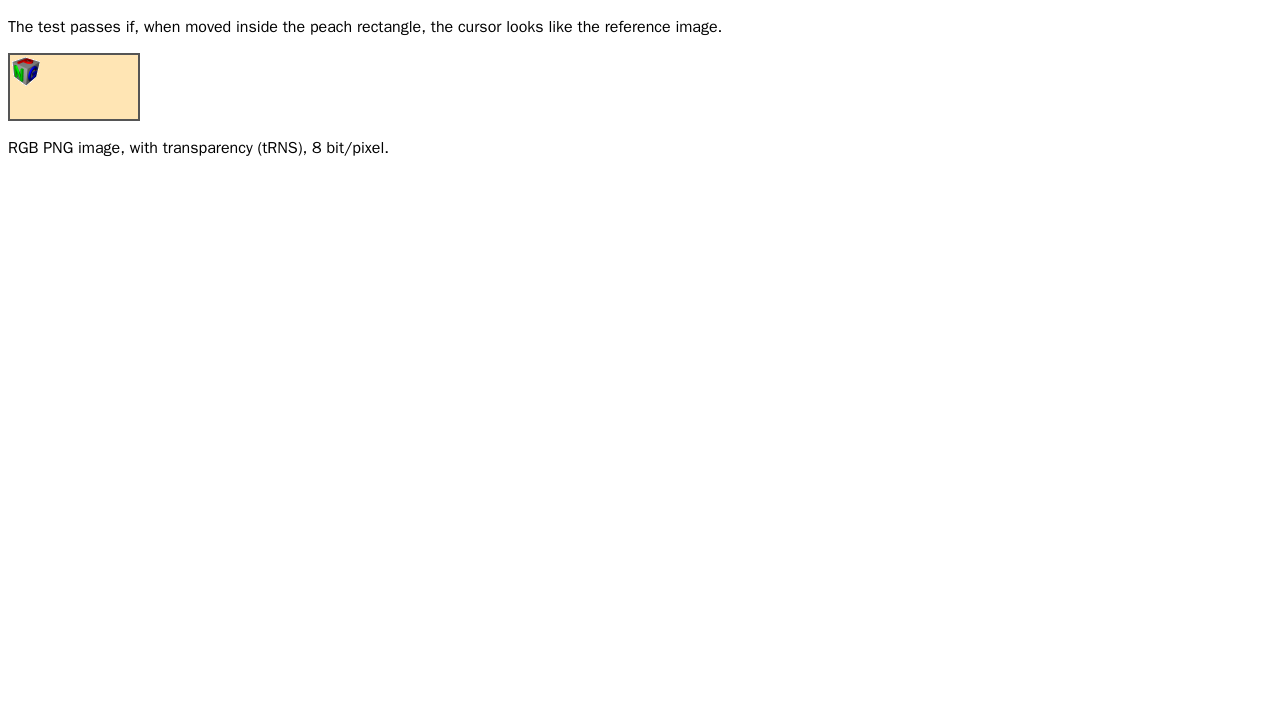 The test passes if, when moved inside the peach rectangle, the cursor looks like the reference image.
RGB PNG image, with transparency (tRNS), 8 bit/pixel.